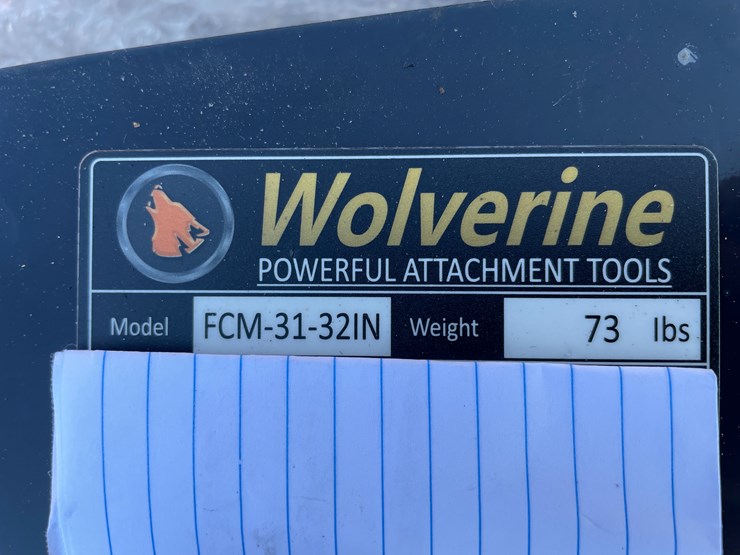 Wolverine
POWERFUL ATTACHMENT TOOLS
Model FCM-31-32IN Weight 73 lbs